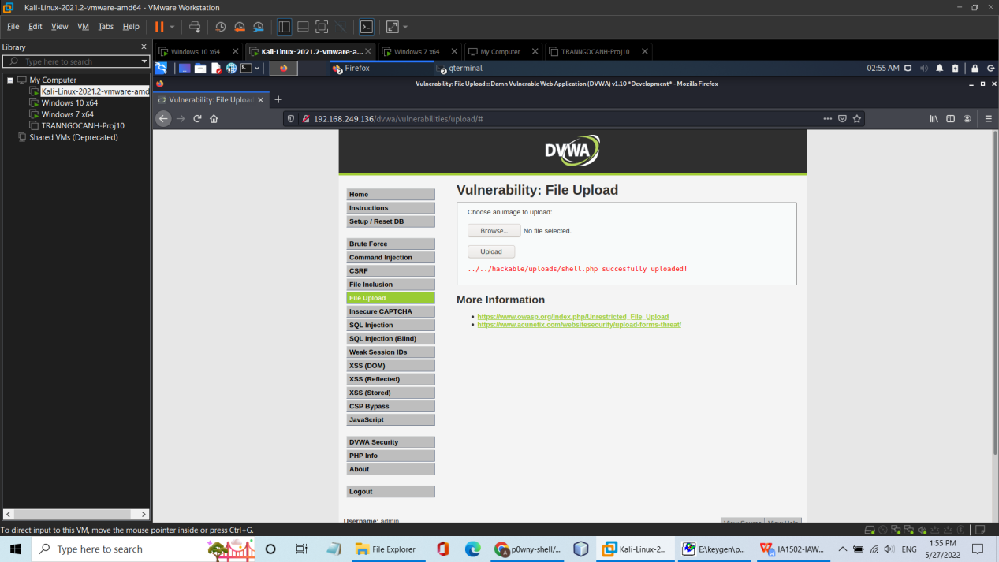 Kali-Linux-2021.2-vmware-amd64 - VMware Workstation
File Edit View VM Tabs Help
Library
Type here to search
My Computer
Kali-Linux-2021.2-vmware-amd
Windows 10 x64
Windows 7 x64
TRANNGOCANH-Proj10
Shared VMs (Deprecated)
Windows 10 x64
Kali-Linux-2021.2-vmware-a...
Windows 7 x64
My Computer
TRANNGOCANH-Proj10
2 Firefox
2 qterminal
02:55 AM
Vulnerability: File Upload :: Damn Vulnerable Web Application (DVWA) v1.10 *Development* - Mozilla Firefox
Vulnerability: File Upload
192.168.249.136/dvwa/vulnerabilities/upload/#
DVWA
Home
Instructions
Setup / Reset DB
Brute Force
Command Injection
CSRF
File Inclusion
File Upload
Insecure CAPTCHA
SQL Injection
SQL Injection (Blind)
Weak Session IDs
XSS (DOM)
XSS (Reflected)
XSS (Stored)
CSP Bypass
JavaScript
DVWA Security
PHP Info
About
Logout
Vulnerability: File Upload
Choose an image to upload:
Browse... No file selected.
Upload
../../hackable/uploads/shell.php succesfully uploaded!
More Information
https://www.owasp.org/index.php/Unrestricted_File_Upload
https://www.acunetix.com/websitesecurity/upload-forms-threat/
Username: admin
View Source View Help
To direct input to this VM, move the mouse pointer inside or press Ctrl+G.
Type here to search
File Explorer
p0wny-shell/...
Kali-Linux-2...
E:\keygen\p...
IA1502-IAW...
ENG
1:55 PM
5/27/2022